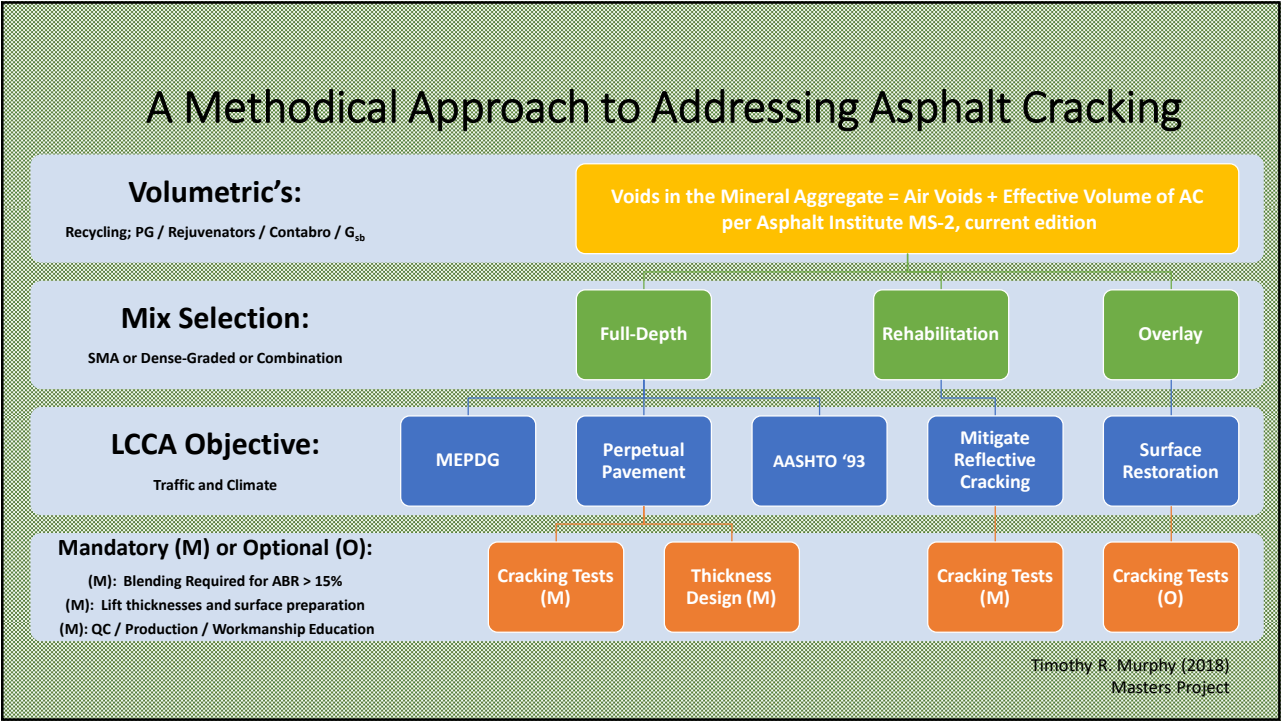 A Methodical Approach to Addressing Asphalt Cracking
Volumetric's:
Recycling; PG / Rejuvenators / Contabro / Gsb
Voids in the Mineral Aggregate = Air Voids + Effective Volume of AC
per Asphalt Institute MS-2, current edition
Mix Selection:
SMA or Dense-Graded or Combination
Full-Depth
Rehabilitation
Overlay
LCCA Objective:
Traffic and Climate
MEPDG
Perpetual
Pavement
AASHTO ‘93
Mitigate
Reflective
Cracking
Surface
Restoration
Mandatory (M) or Optional (O):
(M): Blending Required for ABR > 15%
(M): Lift thicknesses and surface preparation
(M): QC / Production / Workmanship Education
Cracking Tests
(M)
Thickness
Design (M)
Cracking Tests
(M)
Cracking Tests
(O)
Timothy R. Murphy (2018)
Masters Project